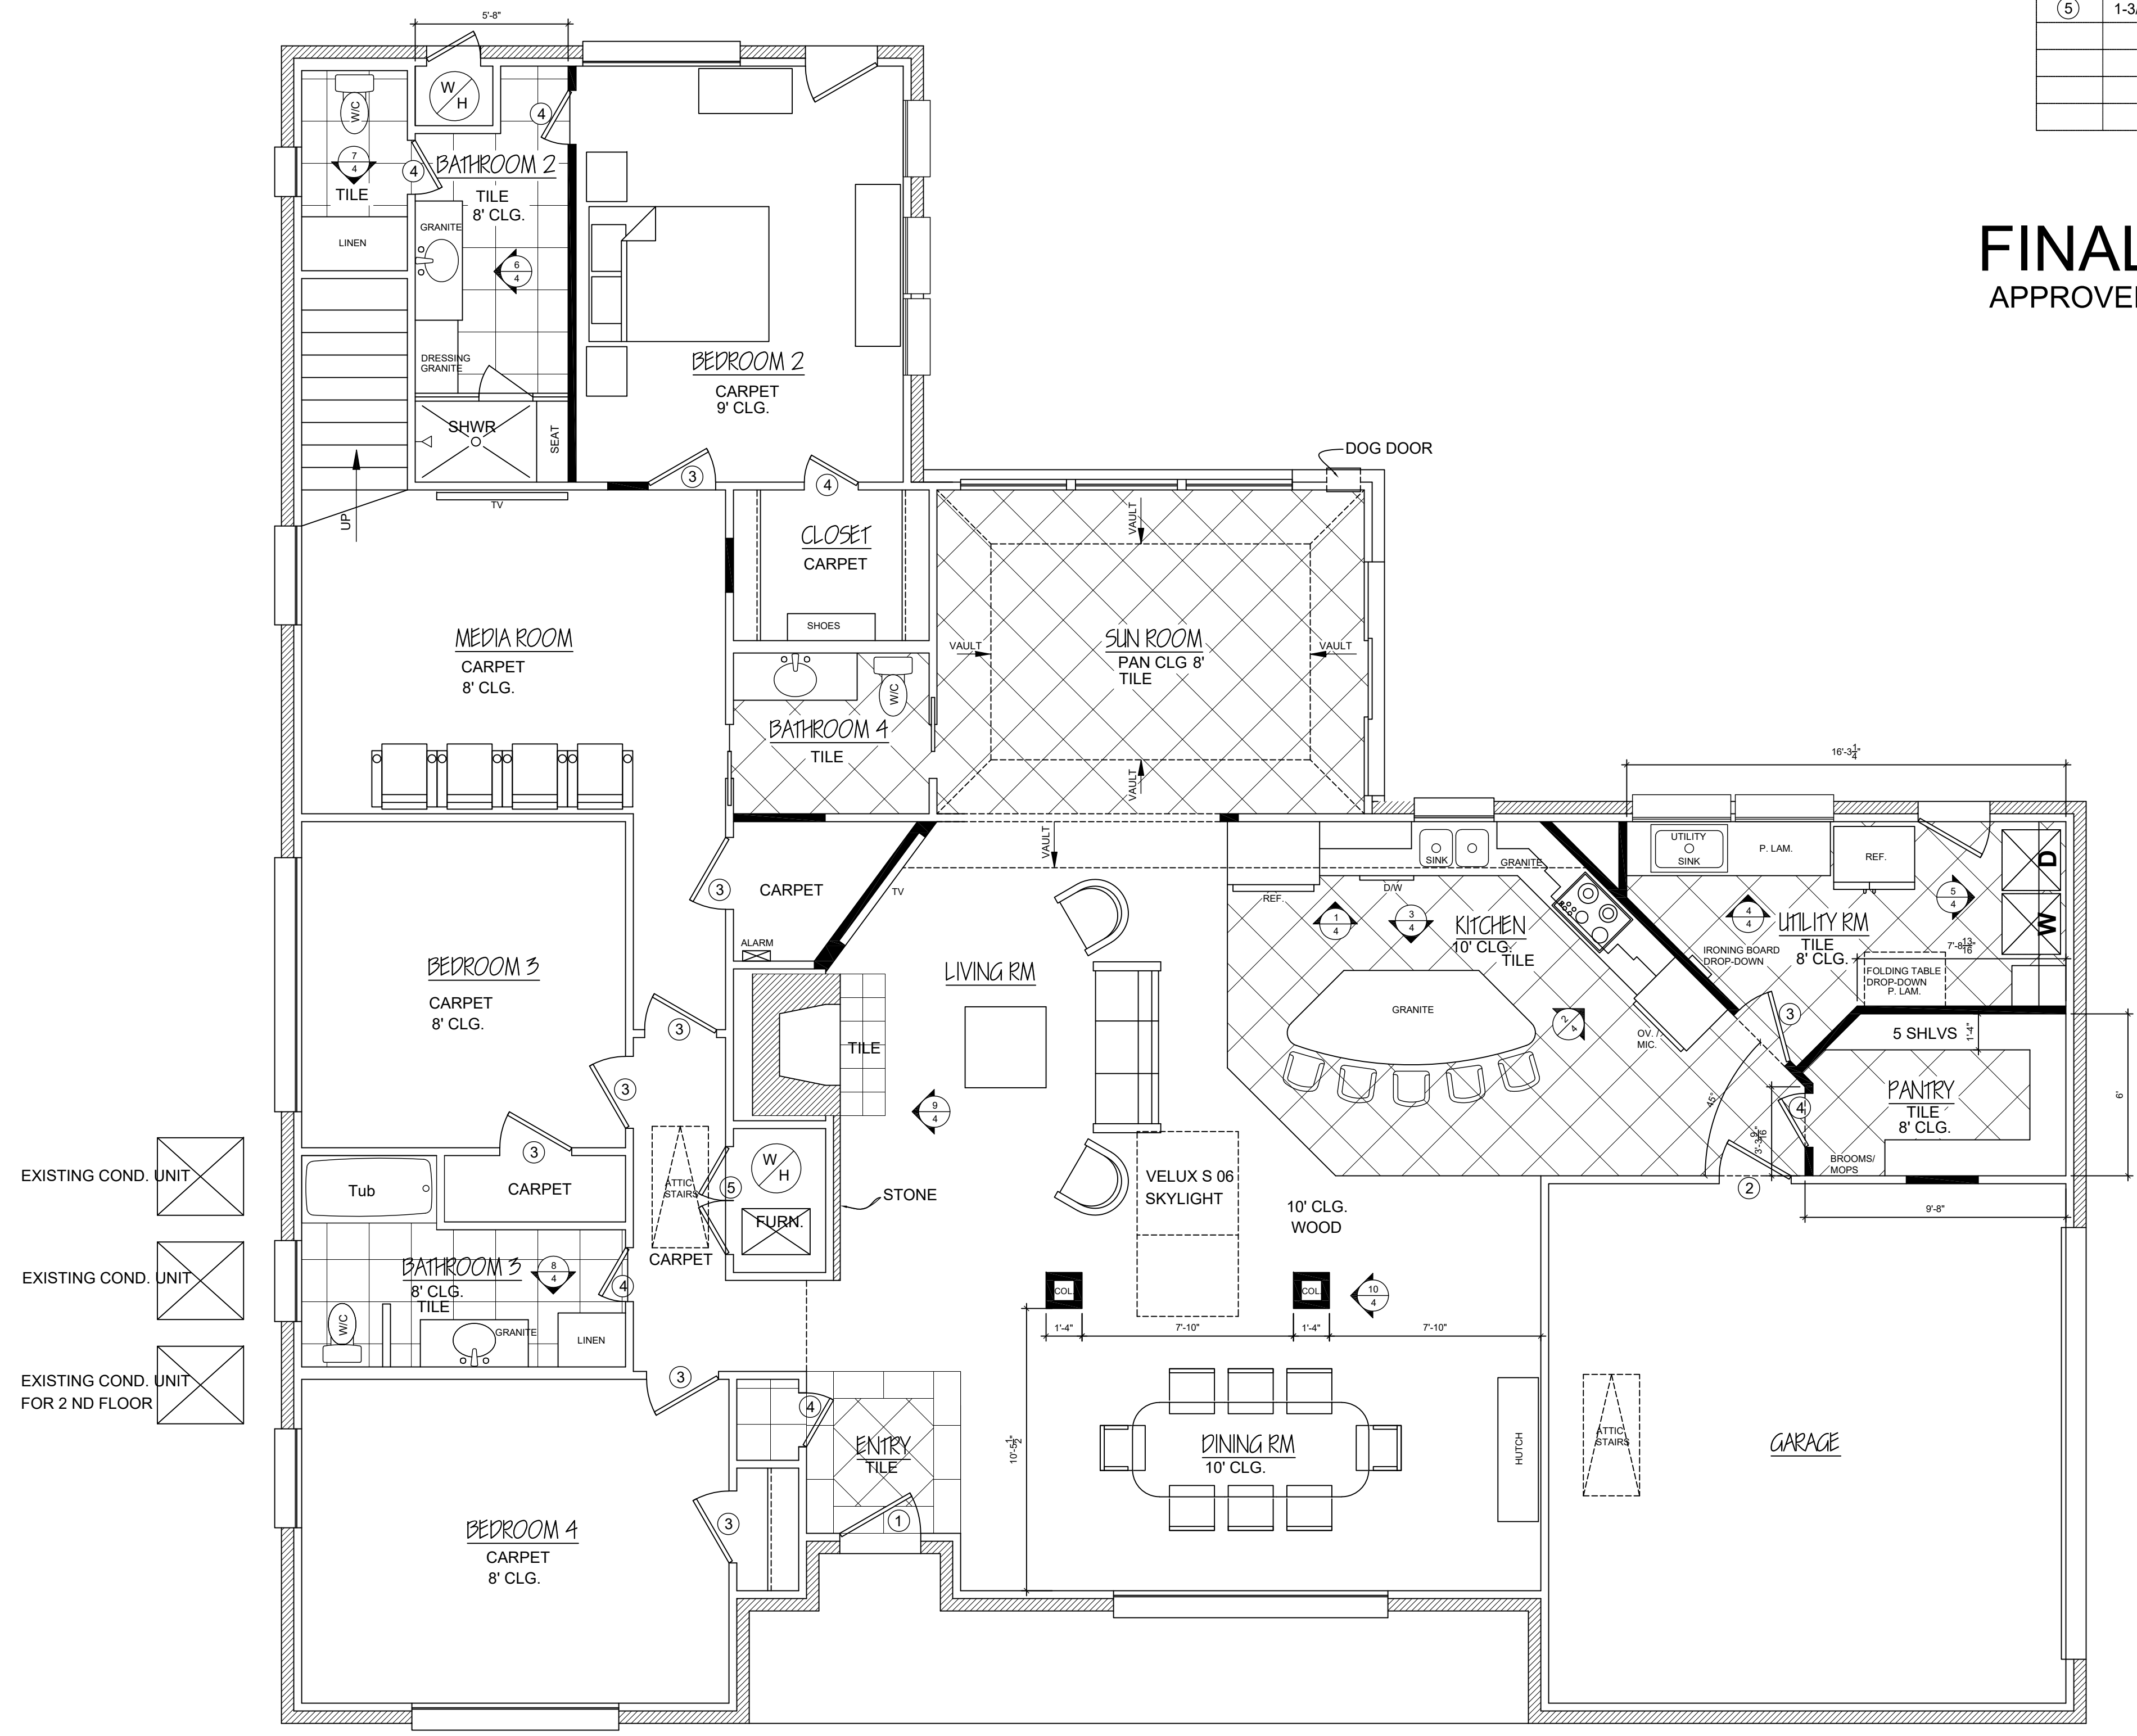 5
1-3/
FINAL
APPROVE
5'-8"
W
H
W/C
7
4
TILE
LINEN
4
4
BATHROOM 2
TILE
8' CLG.
GRANITE
6
4
DRESSING
GRANITE
SHWR
SEAT
BEDROOM 2
CARPET
9' CLG.
3
4
UP
TV
CLOSET
CARPET
SHOES
DOG DOOR
VAULT
VAULT
VAULT
VAULT
SUN ROOM
PAN CLG 8'
TILE
MEDIA ROOM
CARPET
8' CLG.
W/C
BATHROOM 4
TILE
16'-3 1/4"
VAULT
3
CARPET
ALARM
TV
BEDROOM 3
CARPET
8' CLG.
3
3
3
LIVING RM
TILE
9
4
REF.
SINK
GRANITE
D/W
1
4
3
4
KITCHEN
10' CLG.
TILE
GRANITE
2
4
OV. /
MIC.
UTILITY
SINK
P. LAM.
REF.
D
W
4
4
5
4
UTILITY RM
TILE
8' CLG.
IRONING BOARD
DROP-DOWN
7'-8 13/16"
FOLDING TABLE
DROP-DOWN
P. LAM.
3
5 SHLVS
1'-4"
PANTRY
TILE
8' CLG.
4
45°
3'-3 9/16"
BROOMS/
MOPS
6'
2
9'-8"
EXISTING COND. UNIT
EXISTING COND. UNIT
EXISTING COND. UNIT
FOR 2 ND FLOOR
Tub
CARPET
BATHROOM 3
8' CLG.
TILE
8
4
4
W/C
GRANITE
LINEN
ATTIC
STAIRS
CARPET
5
W
H
FURN.
STONE
VELUX S 06
SKYLIGHT
10' CLG.
WOOD
COL.
COL.
10
4
1'-4"
7'-10"
1'-4"
7'-10"
10'-5 1/2"
3
4
ENTRY
TILE
1
3
BEDROOM 4
CARPET
8' CLG.
DINING RM
10' CLG.
HUTCH
ATTIC
STAIRS
GARAGE